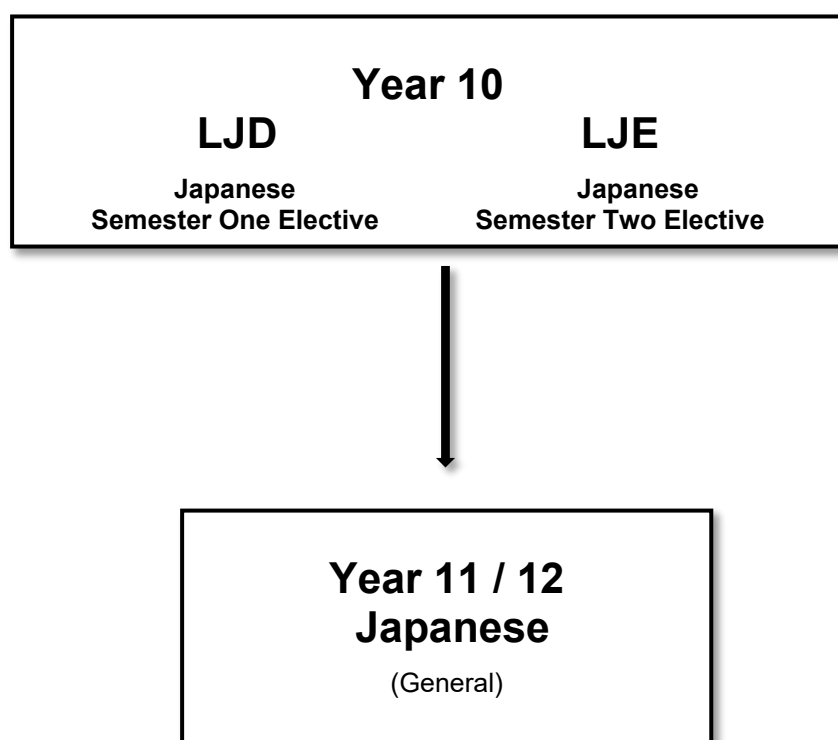 Year 10
LJD LJE
Japanese Japanese
Semester One Elective Semester Two Elective
Year 11 / 12
Japanese
(General)